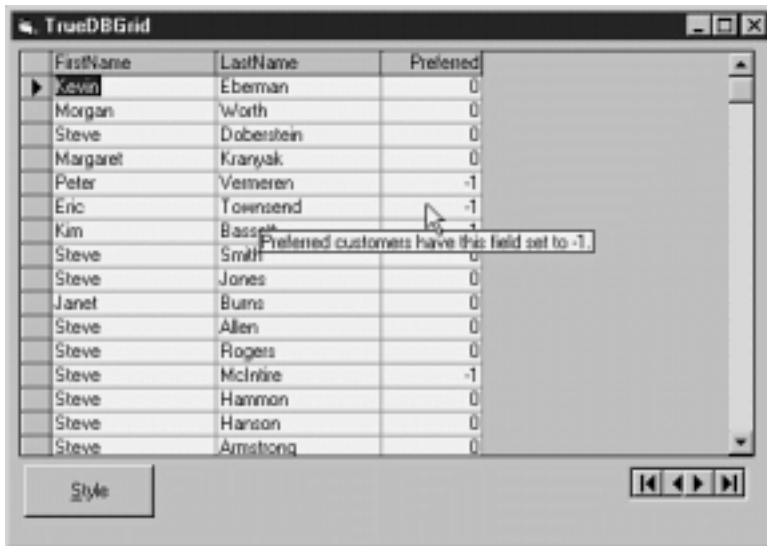 TrueDBGrid
FirstName LastName Preferred
Kevin Eberman 0
Morgan Worth 0
Steve Doberstein 0
Margaret Kranyak 0
Peter Vermeren -1
Eric Townsend -1
Kim
Preferred customers have this field set to -1.
Steve Smith 0
Steve Jones 0
Janet Burns 0
Steve Allen 0
Steve Rogers 0
Steve McIntire -1
Steve Hammon 0
Steve Hanson 0
Steve Armstrong 0
Style